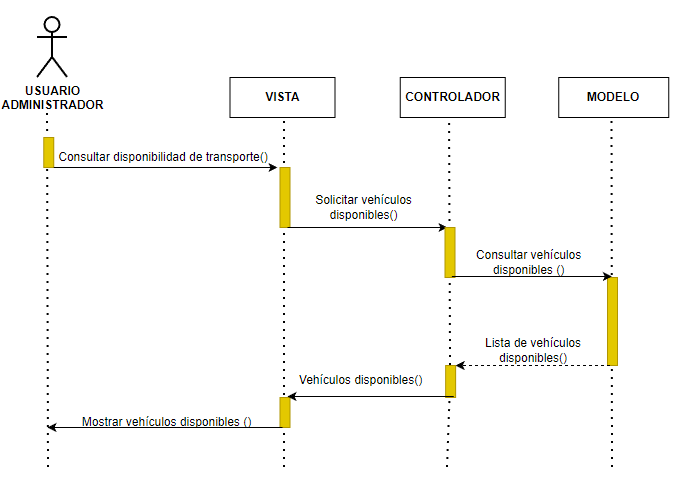 USUARIO
ADMINISTRADOR
VISTA
CONTROLADOR
MODELO
Consultar disponibilidad de transporte()
Solicitar vehículos
disponibles()
Consultar vehículos
disponibles ()
Lista de vehículos
disponibles()
Vehículos disponibles()
Mostrar vehículos disponibles ()